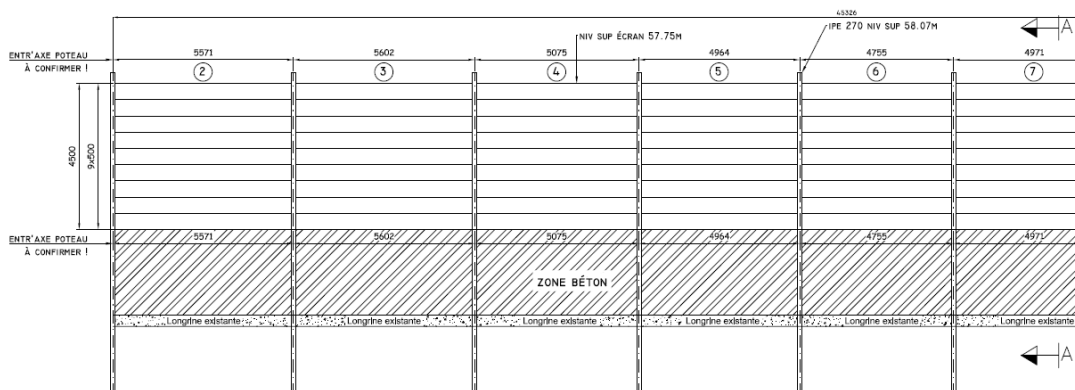 45326
A
IPE 270 NIV SUP 58.07M
NIV SUP ÉCRAN 57.75M
ENTR'AXE POTEAU
À CONFIRMER !
5571
5602
5075
4964
4755
4971
2
3
4
5
6
7
4500
9x500
ENTR'AXE POTEAU
À CONFIRMER !
5571
5602
5075
4964
4755
4971
ZONE BÉTON
Longrine existante
Longrine existante
Longrine existante
Longrine existante
Longrine existante
Longrine existante
A